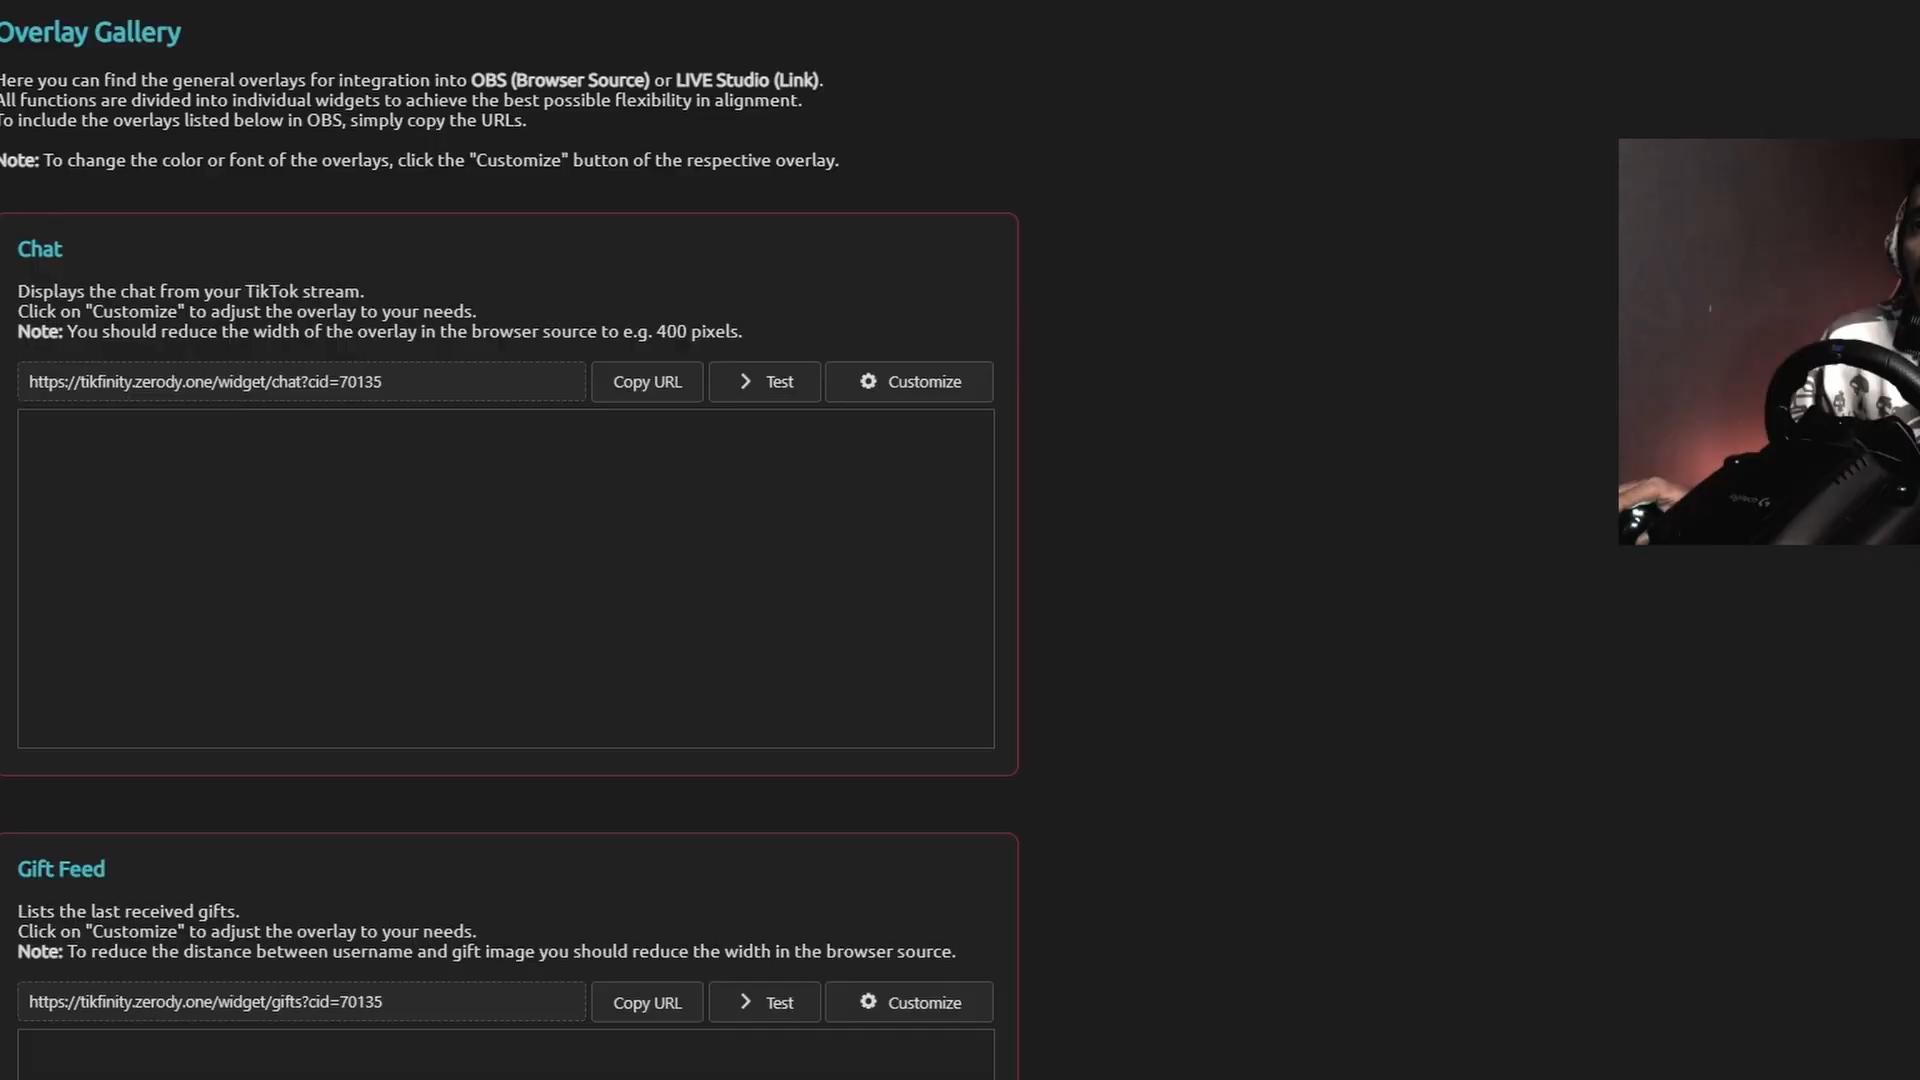 Overlay Gallery
Here you can find the general overlays for integration into OBS (Browser Source) or LIVE Studio (Link).
All functions are divided into individual widgets to achieve the best possible flexibility in alignment.
To include the overlays listed below in OBS, simply copy the URLs.
Note: To change the color or font of the overlays, click the "Customize" button of the respective overlay.
Chat
Displays the chat from your TikTok stream.
Click on "Customize" to adjust the overlay to your needs.
Note: You should reduce the width of the overlay in the browser source to e.g. 400 pixels.
https://tikfinity.zerody.one/widget/chat?cid=70135 Copy URL Test Customize
Gift Feed
Lists the last received gifts.
Click on "Customize" to adjust the overlay to your needs.
Note: To reduce the distance between username and gift image you should reduce the width in the browser source.
https://tikfinity.zerody.one/widget/gifts?cid=70135 Copy URL Test Customize